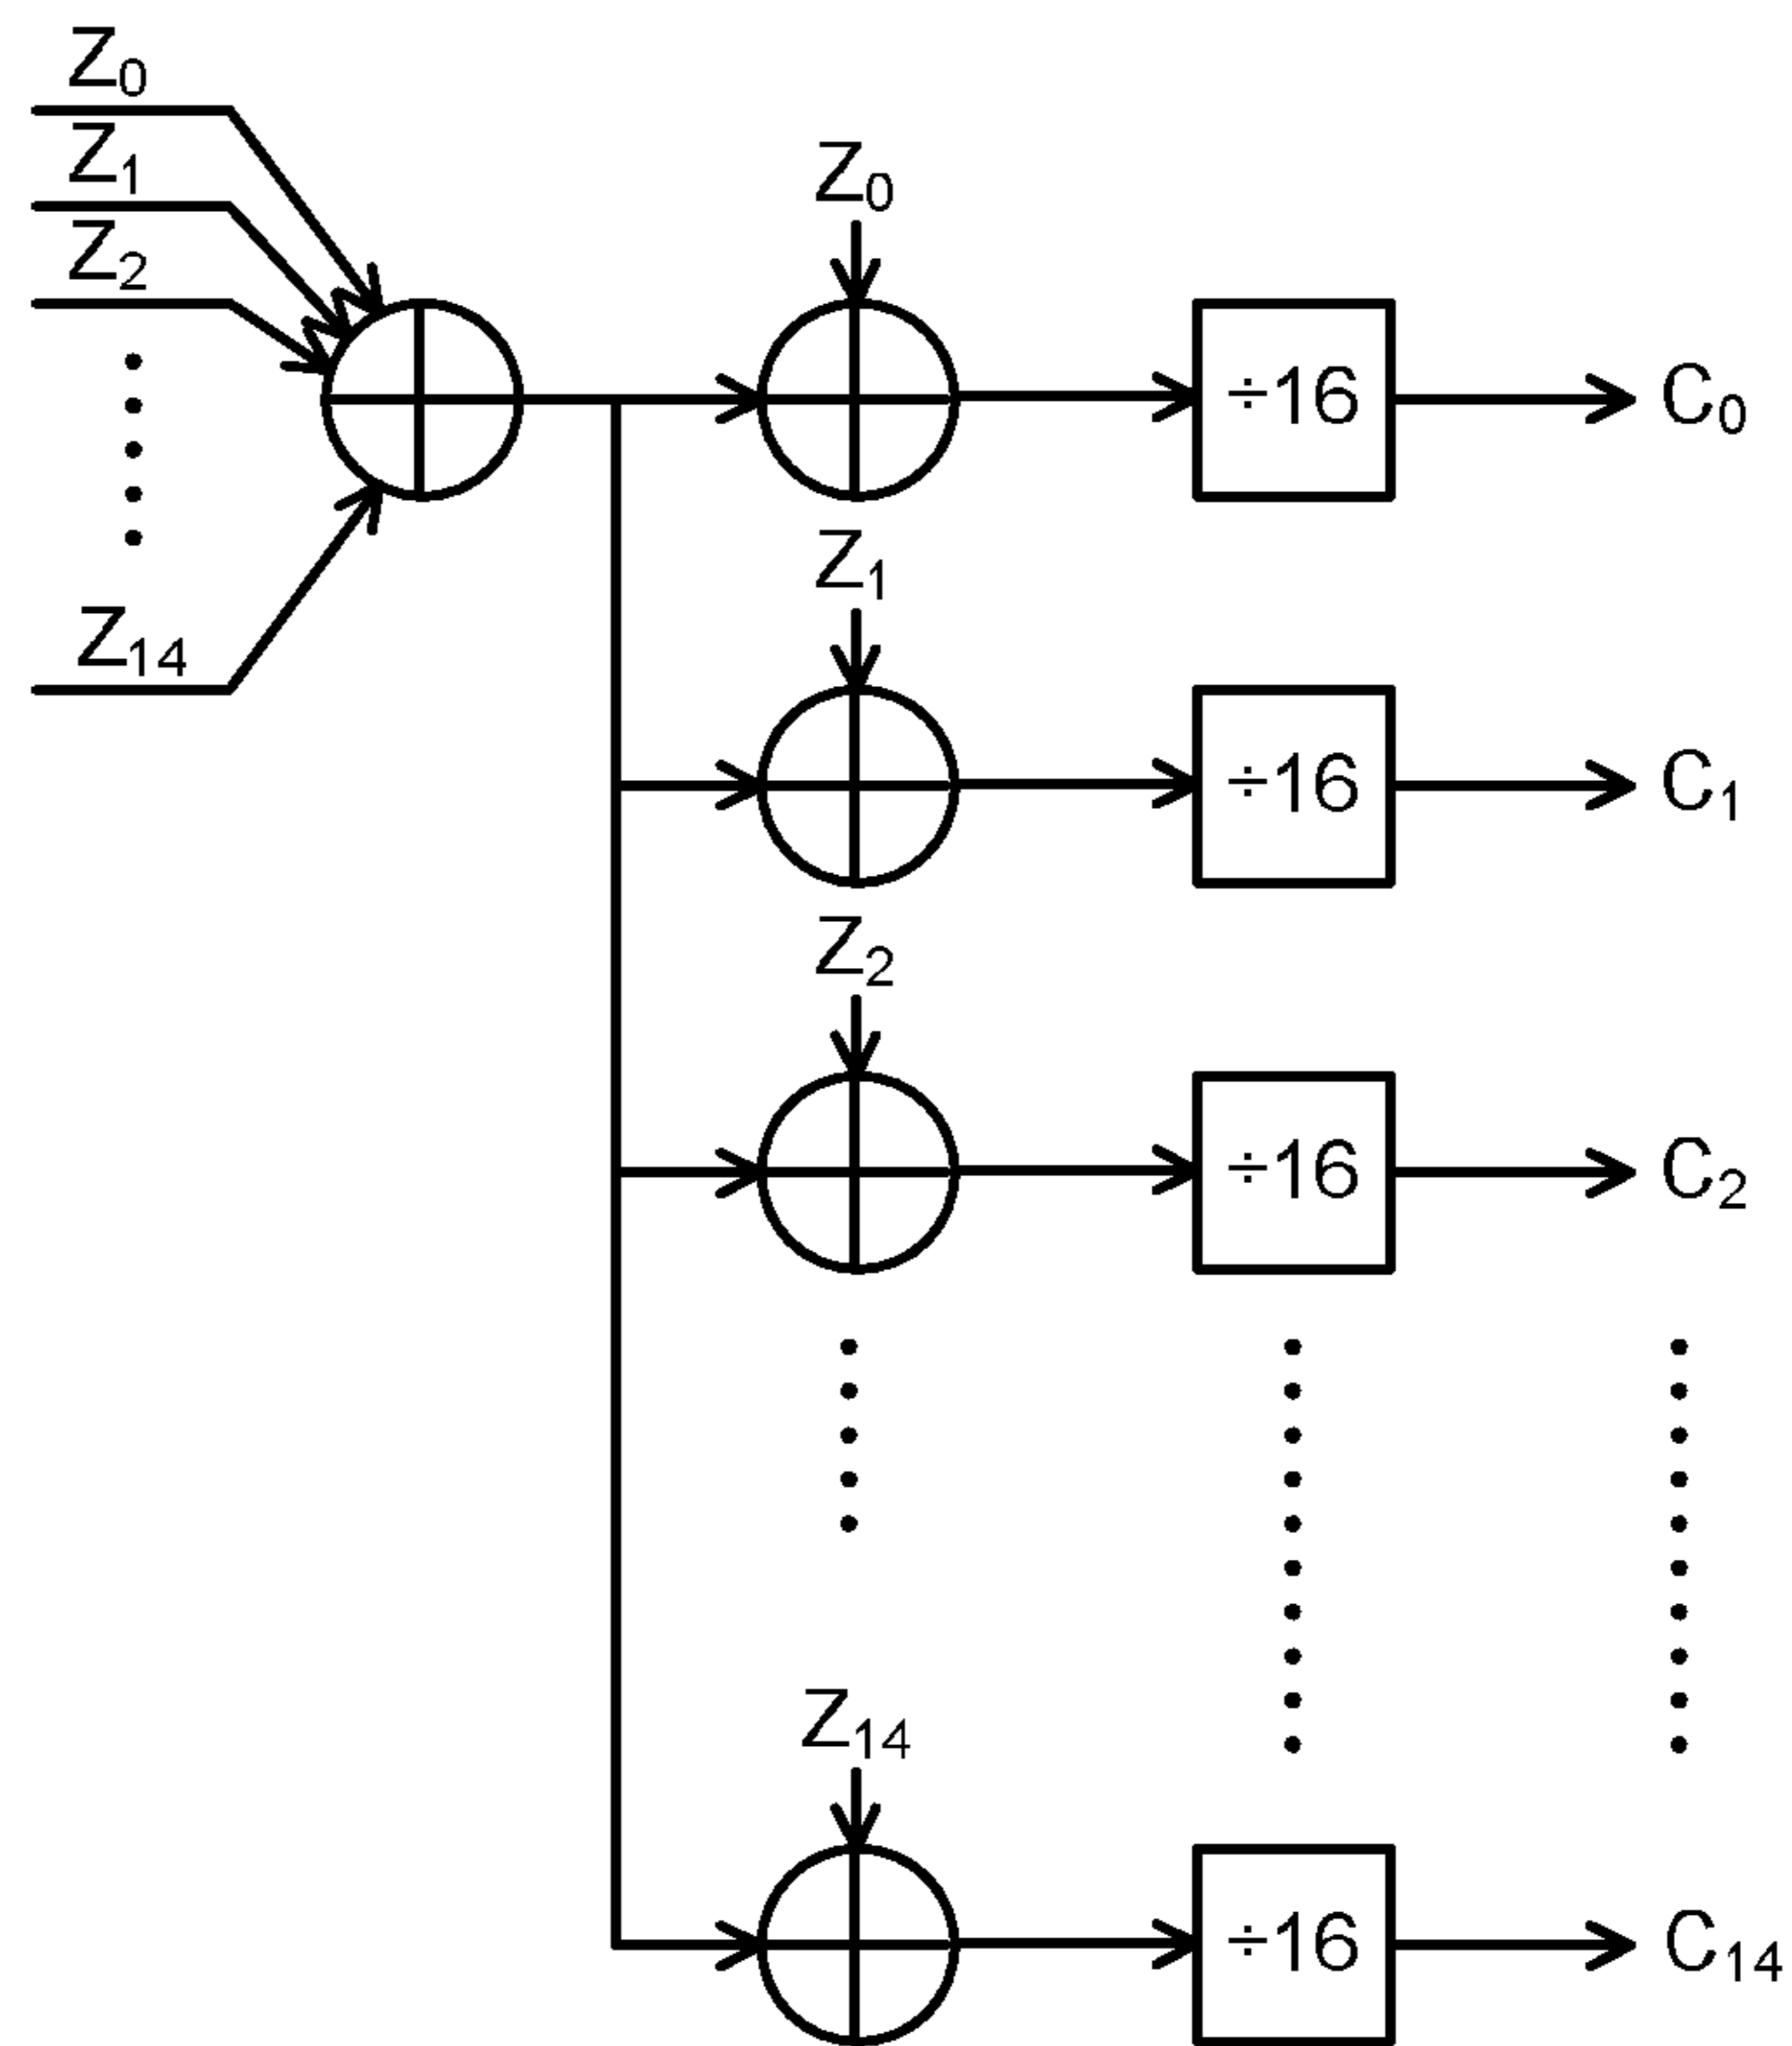 Z₀
Z₁
Z₂
Z₁₄
Z₀
÷16 C₀
Z₁
÷16 C₁
Z₂
÷16 C₂
Z₁₄
÷16 C₁₄